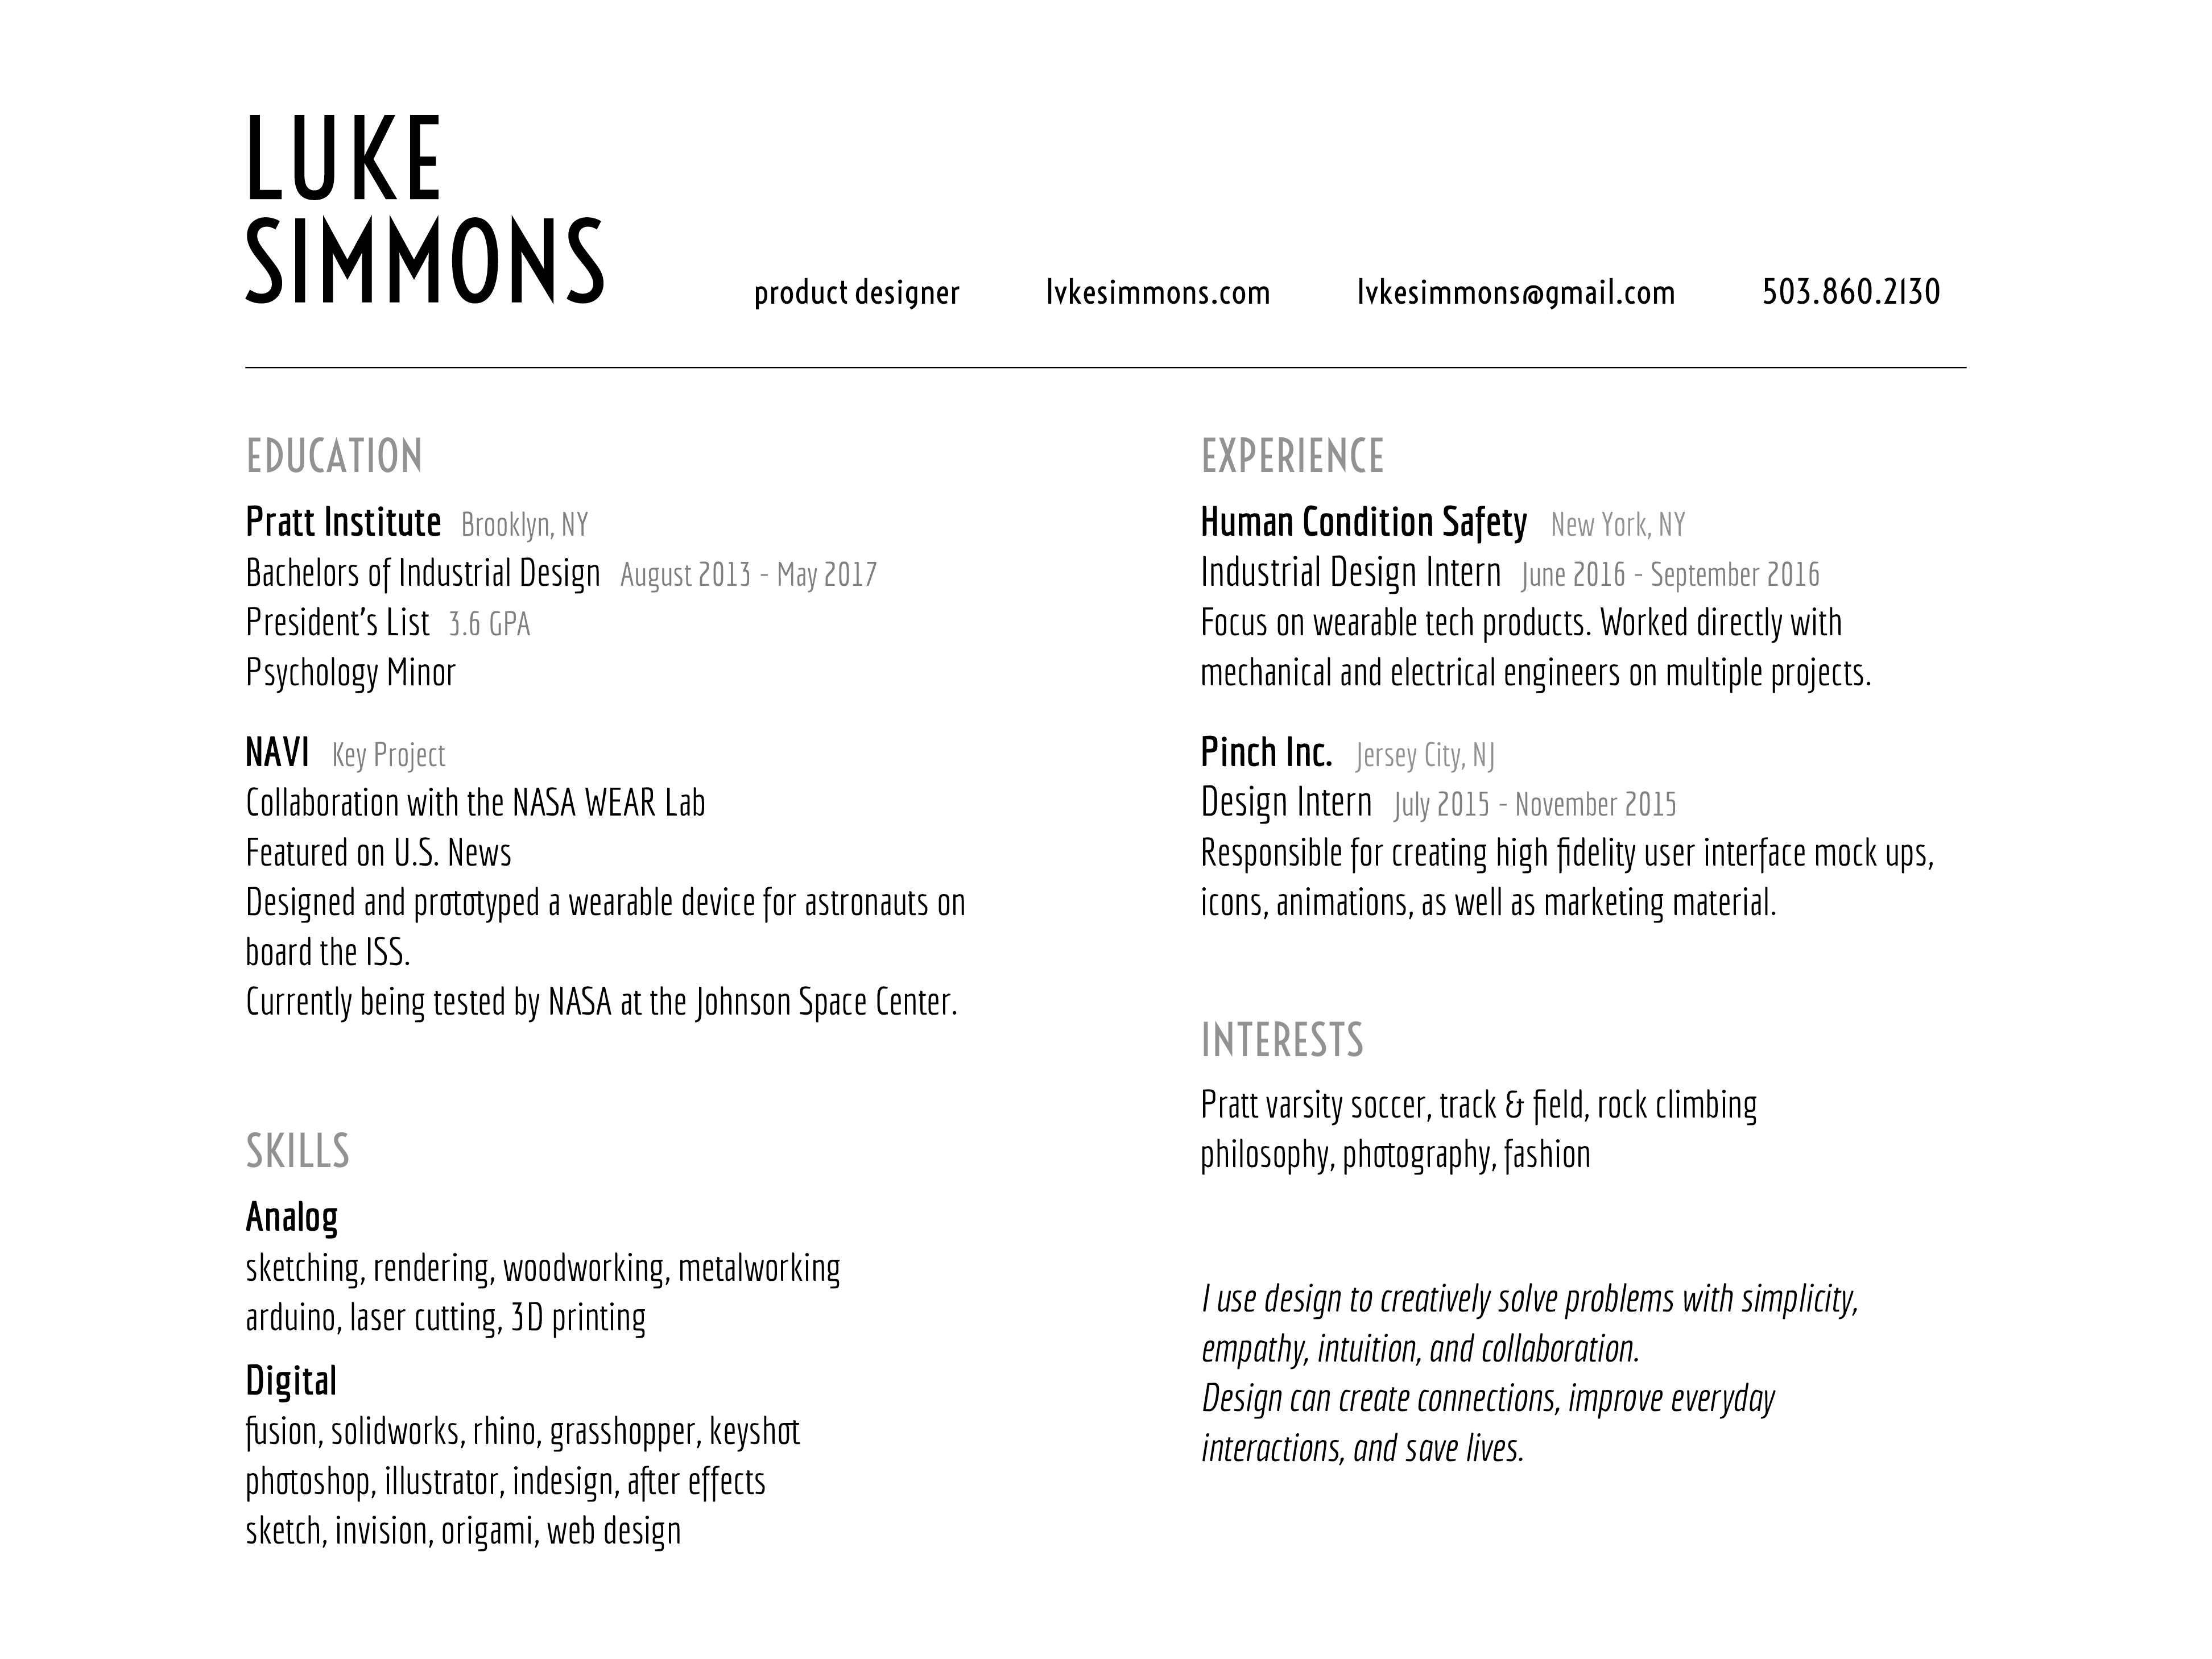 LUKE
SIMMONS
product designer lvkesimmons.com lvkesimmons@gmail.com 503.860.2130
EDUCATION
Pratt Institute Brooklyn, NY
Bachelors of Industrial Design August 2013 - May 2017
President's List 3.6 GPA
Psychology Minor
NAVI Key Project
Collaboration with the NASA WEAR Lab
Featured on U.S. News
Designed and prototyped a wearable device for astronauts on
board the ISS.
Currently being tested by NASA at the Johnson Space Center.
SKILLS
Analog
sketching, rendering, woodworking, metalworking
arduino, laser cutting, 3D printing
Digital
fusion, solidworks, rhino, grasshopper, keyshot
photoshop, illustrator, indesign, after effects
sketch, invision, origami, web design
EXPERIENCE
Human Condition Safety New York, NY
Industrial Design Intern June 2016 - September 2016
Focus on wearable tech products. Worked directly with
mechanical and electrical engineers on multiple projects.
Pinch Inc. Jersey City, NJ
Design Intern July 2015 - November 2015
Responsible for creating high fidelity user interface mock ups,
icons, animations, as well as marketing material.
INTERESTS
Pratt varsity soccer, track & field, rock climbing
philosophy, photography, fashion
I use design to creatively solve problems with simplicity,
empathy, intuition, and collaboration.
Design can create connections, improve everyday
interactions, and save lives.